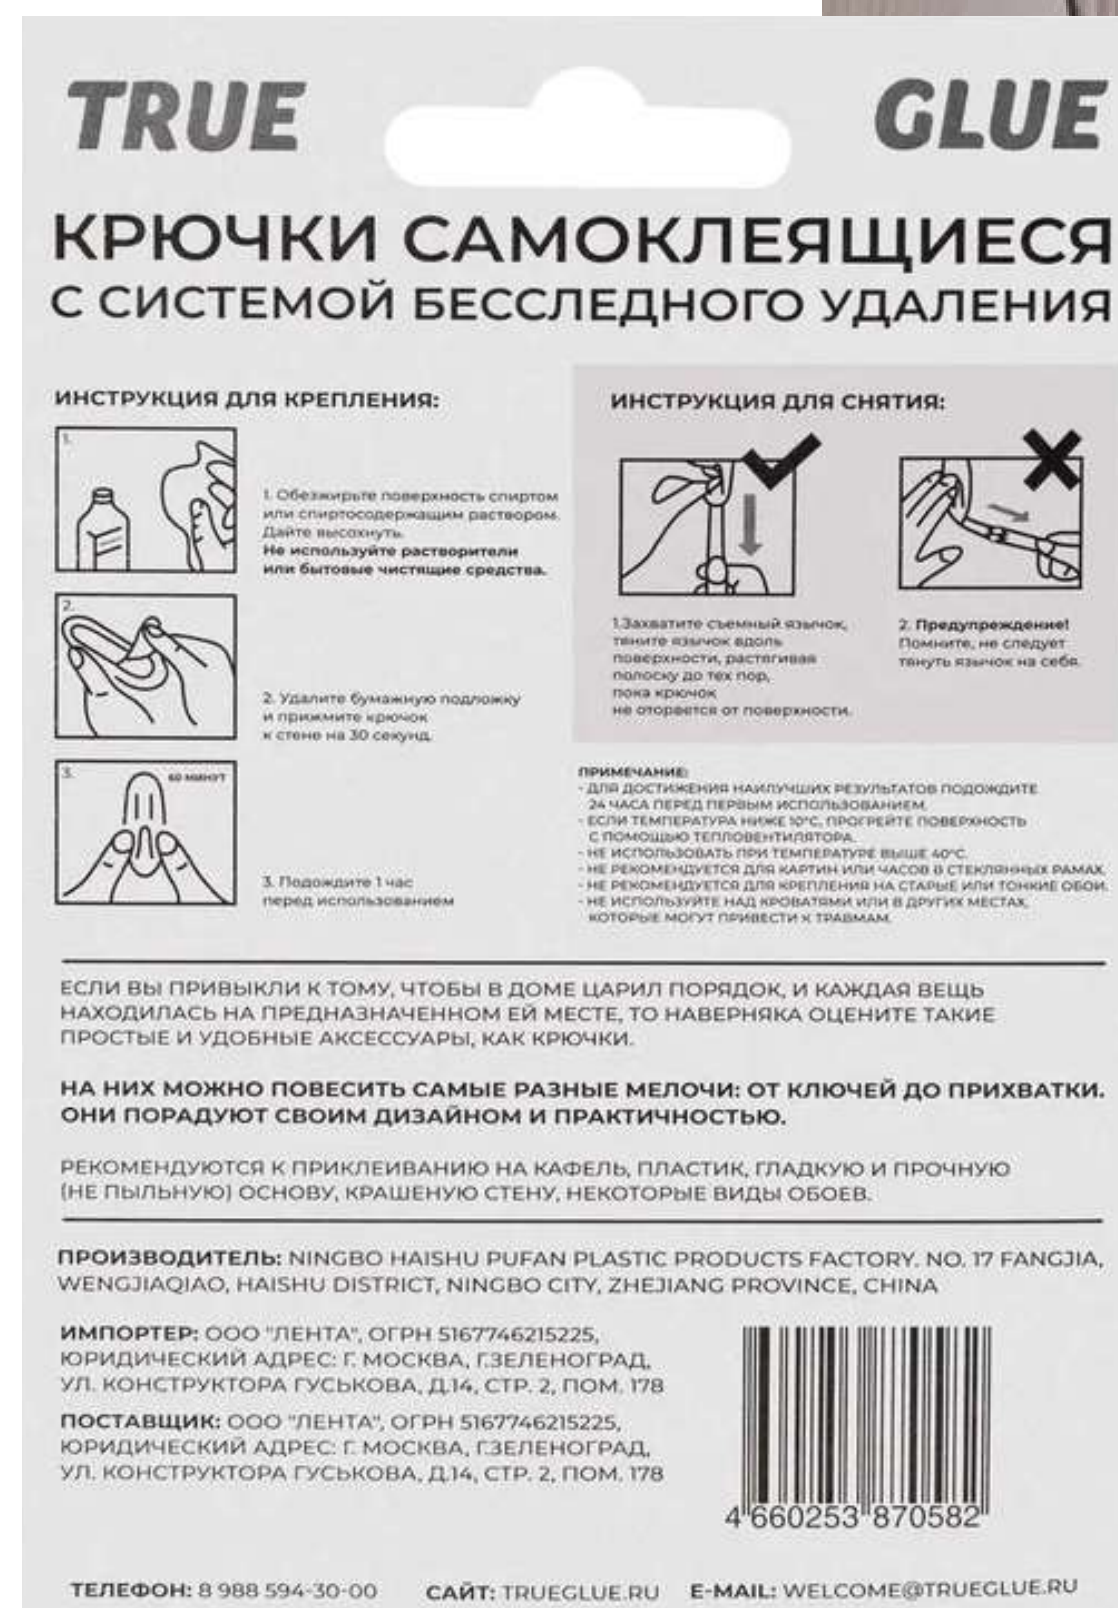 TRUE GLUE
КРЮЧКИ САМОКЛЕЯЩИЕСЯ
С СИСТЕМОЙ БЕССЛЕДНОГО УДАЛЕНИЯ
ИНСТРУКЦИЯ ДЛЯ КРЕПЛЕНИЯ:
1.
1. Обезжирьте поверхность спиртом
или спиртосодержащим раствором.
Дайте высохнуть.
Не используйте растворители
или бытовые чистящие средства.
2.
2. Удалите бумажную подложку
и прижмите крючок
к стене на 30 секунд.
3.
60 МИНУТ
3. Подождите 1 час
перед использованием
ИНСТРУКЦИЯ ДЛЯ СНЯТИЯ:
1.Захватите съемный язычок,
тяните язычок вдоль
поверхности, растягивая
полоску до тех пор,
пока крючок
не оторвется от поверхности.
2. Предупреждение!
Помните, не следует
тянуть язычок на себя.
ПРИМЕЧАНИЕ:
- ДЛЯ ДОСТИЖЕНИЯ НАИЛУЧШИХ РЕЗУЛЬТАТОВ ПОДОЖДИТЕ
24 ЧАСА ПЕРЕД ПЕРВЫМ ИСПОЛЬЗОВАНИЕМ.
- ЕСЛИ ТЕМПЕРАТУРА НИЖЕ 10°С, ПРОГРЕЙТЕ ПОВЕРХНОСТЬ
С ПОМОЩЬЮ ТЕПЛОВЕНТИЛЯТОРА.
- НЕ ИСПОЛЬЗОВАТЬ ПРИ ТЕМПЕРАТУРЕ ВЫШЕ 40°С.
- НЕ РЕКОМЕНДУЕТСЯ ДЛЯ КАРТИН ИЛИ ЧАСОВ В СТЕКЛЯННЫХ РАМАХ.
- НЕ РЕКОМЕНДУЕТСЯ ДЛЯ КРЕПЛЕНИЯ НА СТАРЫЕ ИЛИ ТОНКИЕ ОБОИ.
- НЕ ИСПОЛЬЗУЙТЕ НАД КРОВАТЯМИ ИЛИ В ДРУГИХ МЕСТАХ,
КОТОРЫЕ МОГУТ ПРИВЕСТИ К ТРАВМАМ.
ЕСЛИ ВЫ ПРИВЫКЛИ К ТОМУ, ЧТОБЫ В ДОМЕ ЦАРИЛ ПОРЯДОК, И КАЖДАЯ ВЕЩЬ
НАХОДИЛАСЬ НА ПРЕДНАЗНАЧЕННОМ ЕЙ МЕСТЕ, ТО НАВЕРНЯКА ОЦЕНИТЕ ТАКИЕ
ПРОСТЫЕ И УДОБНЫЕ АКСЕССУАРЫ, КАК КРЮЧКИ.
НА НИХ МОЖНО ПОВЕСИТЬ САМЫЕ РАЗНЫЕ МЕЛОЧИ: ОТ КЛЮЧЕЙ ДО ПРИХВАТКИ.
ОНИ ПОРАДУЮТ СВОИМ ДИЗАЙНОМ И ПРАКТИЧНОСТЬЮ.
РЕКОМЕНДУЮТСЯ К ПРИКЛЕИВАНИЮ НА КАФЕЛЬ, ПЛАСТИК, ГЛАДКУЮ И ПРОЧНУЮ
(НЕ ПЫЛЬНУЮ) ОСНОВУ, КРАШЕНУЮ СТЕНУ, НЕКОТОРЫЕ ВИДЫ ОБОЕВ.
ПРОИЗВОДИТЕЛЬ: NINGBO HAISHU PUFAN PLASTIC PRODUCTS FACTORY. NO. 17 FANGJIA,
WENGJIAQIAO, HAISHU DISTRICT, NINGBO CITY, ZHEJIANG PROVINCE, CHINA
ИМПОРТЕР: ООО "ЛЕНТА", ОГРН 5167746215225,
ЮРИДИЧЕСКИЙ АДРЕС: Г. МОСКВА, Г.ЗЕЛЕНОГРАД,
УЛ. КОНСТРУКТОРА ГУСЬКОВА, Д.14, СТР. 2, ПОМ. 178
ПОСТАВЩИК: ООО "ЛЕНТА", ОГРН 5167746215225,
ЮРИДИЧЕСКИЙ АДРЕС: Г. МОСКВА, Г.ЗЕЛЕНОГРАД,
УЛ. КОНСТРУКТОРА ГУСЬКОВА, Д.14, СТР. 2, ПОМ. 178
4 660253 870582
ТЕЛЕФОН: 8 988 594-30-00 САЙТ: TRUEGLUE.RU E-MAIL: WELCOME@TRUEGLUE.RU